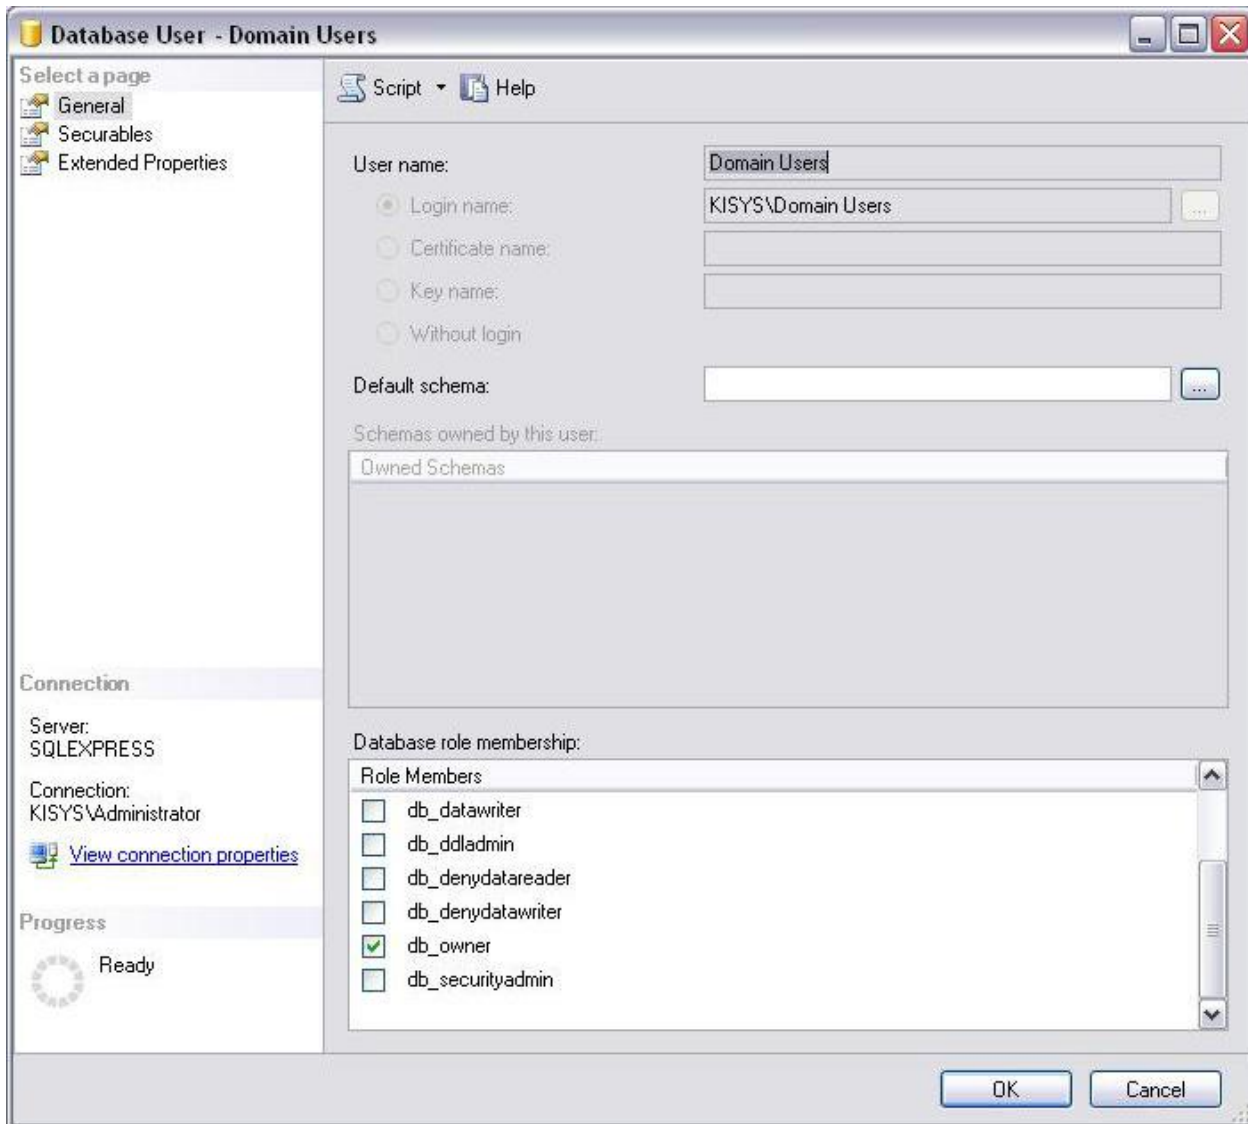 Database User - Domain Users
Select a page
General
Securables
Extended Properties
Script Help
User name: Domain Users
Login name: KISYS\Domain Users ...
Certificate name:
Key name:
Without login
Default schema: ...
Schemas owned by this user:
Owned Schemas
Connection
Server:
SQLEXPRESS
Connection:
KISYS\Administrator
View connection properties
Progress
Ready
Database role membership:
Role Members
db_datawriter
db_ddladmin
db_denydatareader
db_denydatawriter
db_owner
db_securityadmin
OK Cancel